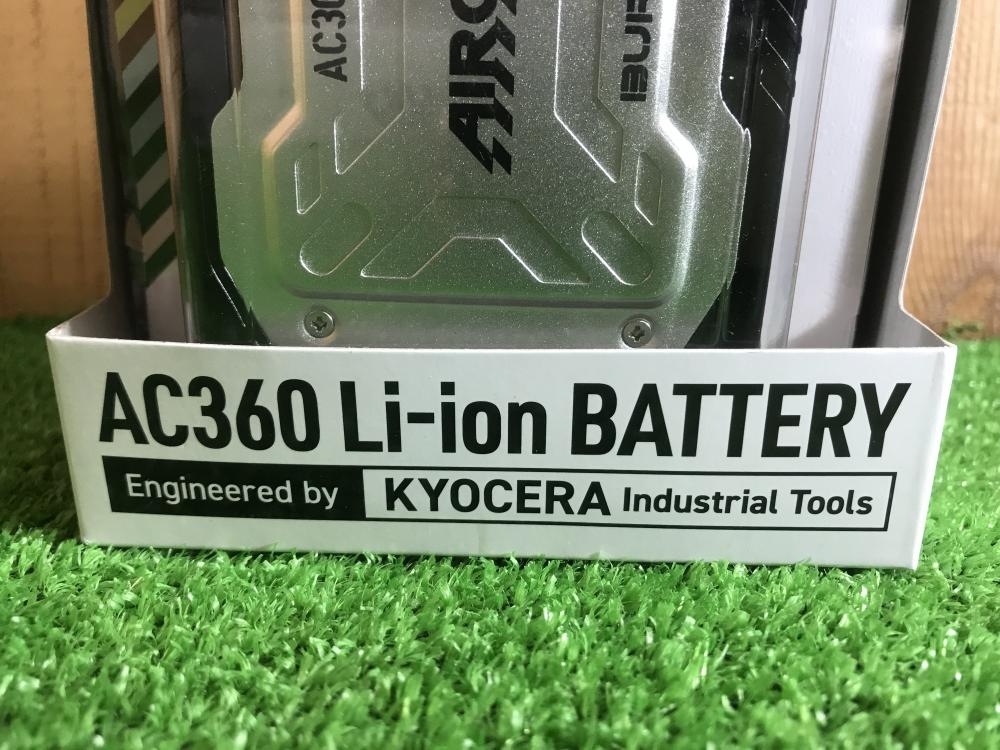 AC360 Li-ion BATTERY
Engineered by KYOCERA Industrial Tools